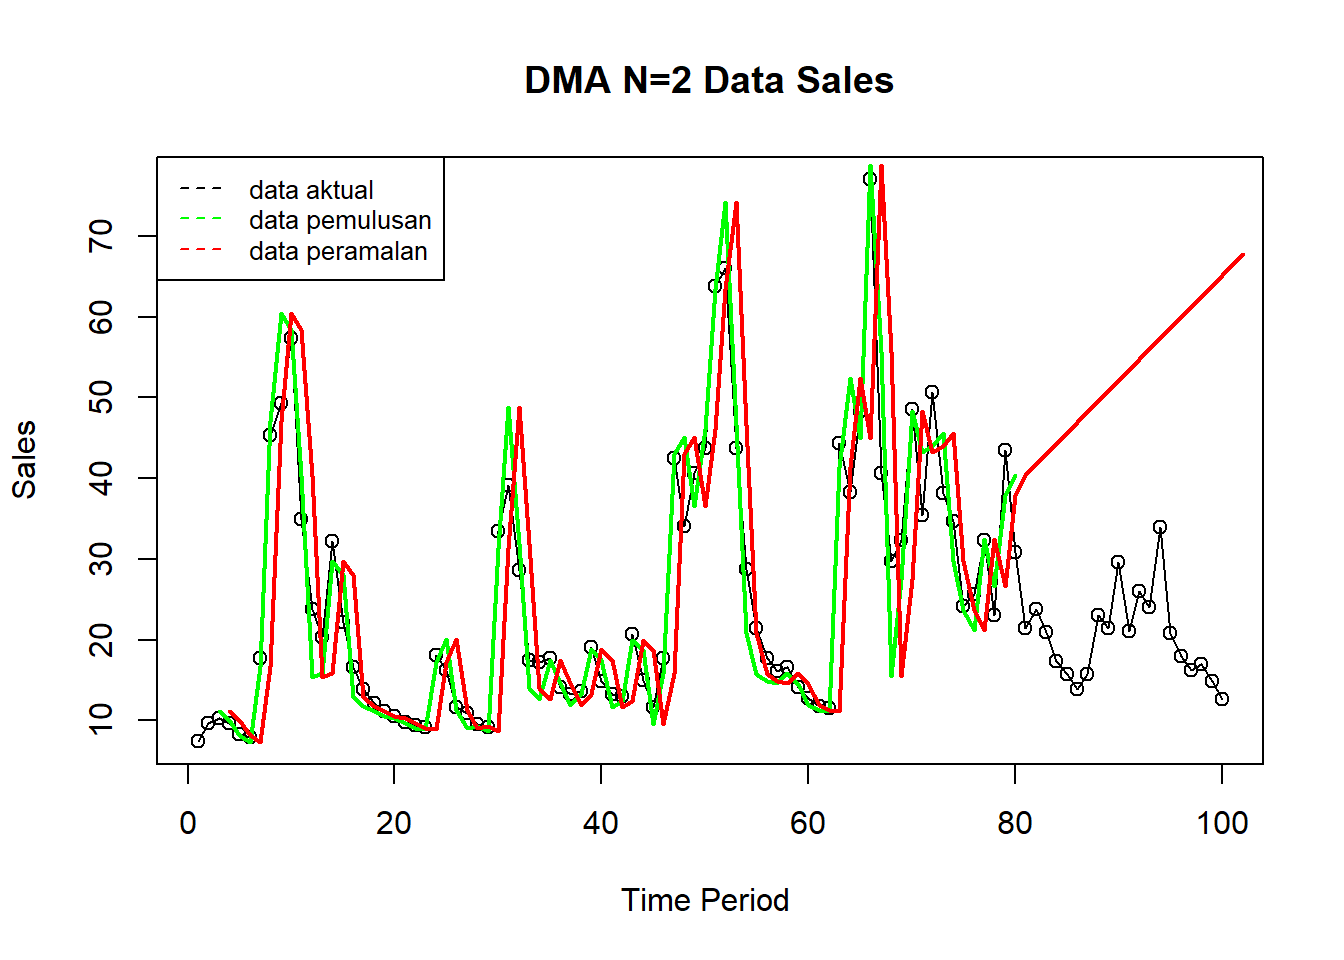 DMA N=2 Data Sales
data aktual
data pemulusan
data peramalan
Sales
70
60
50
40
30
20
10
0 20 40 60 80 100
Time Period